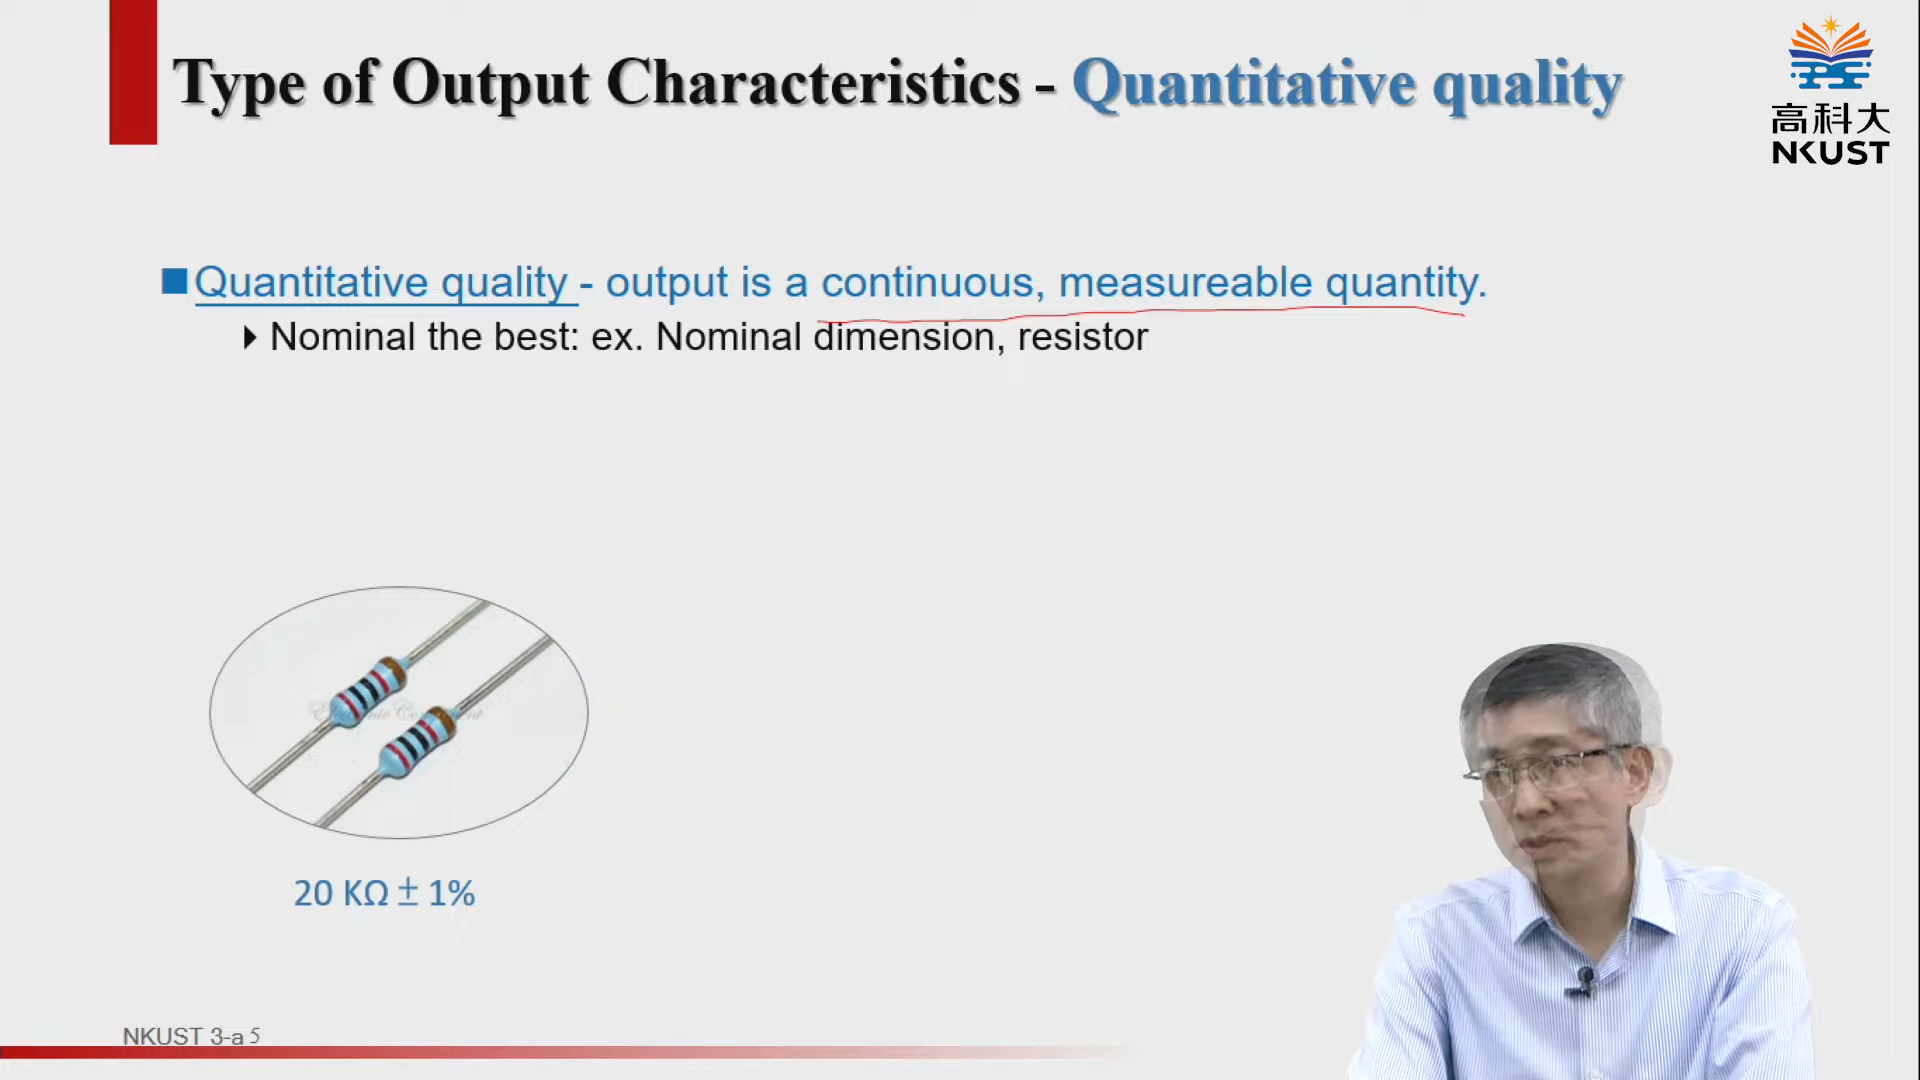 Type of Output Characteristics - Quantitative quality
高科大
NKUST
Quantitative quality - output is a continuous, measureable quantity.
Nominal the best: ex. Nominal dimension, resistor
20 KΩ ± 1%
NKUST 3-a 5